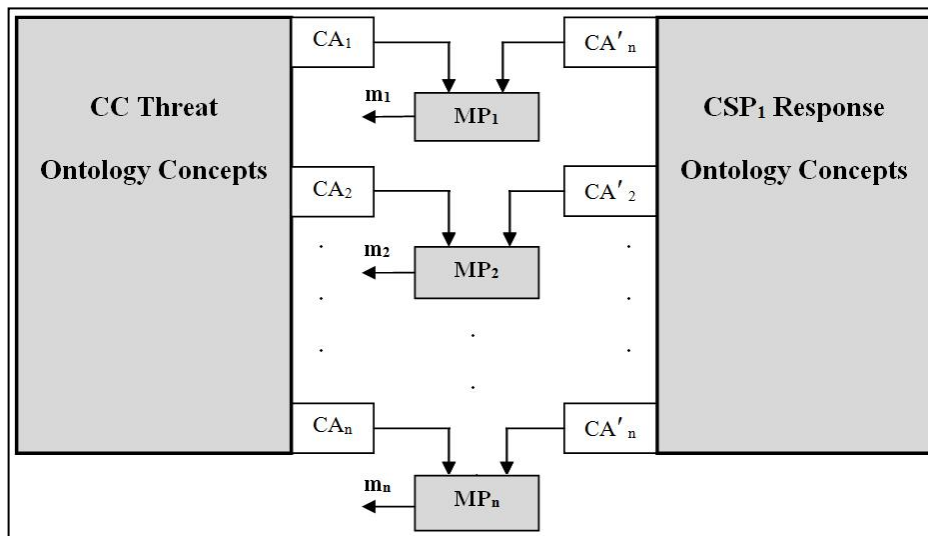 CA₁
CA′ₙ
CC Threat
Ontology Concepts
CSP₁ Response
Ontology Concepts
m₁
MP₁
CA₂
CA′₂
m₂
MP₂
CAₙ
CA′ₙ
mₙ
MPₙ